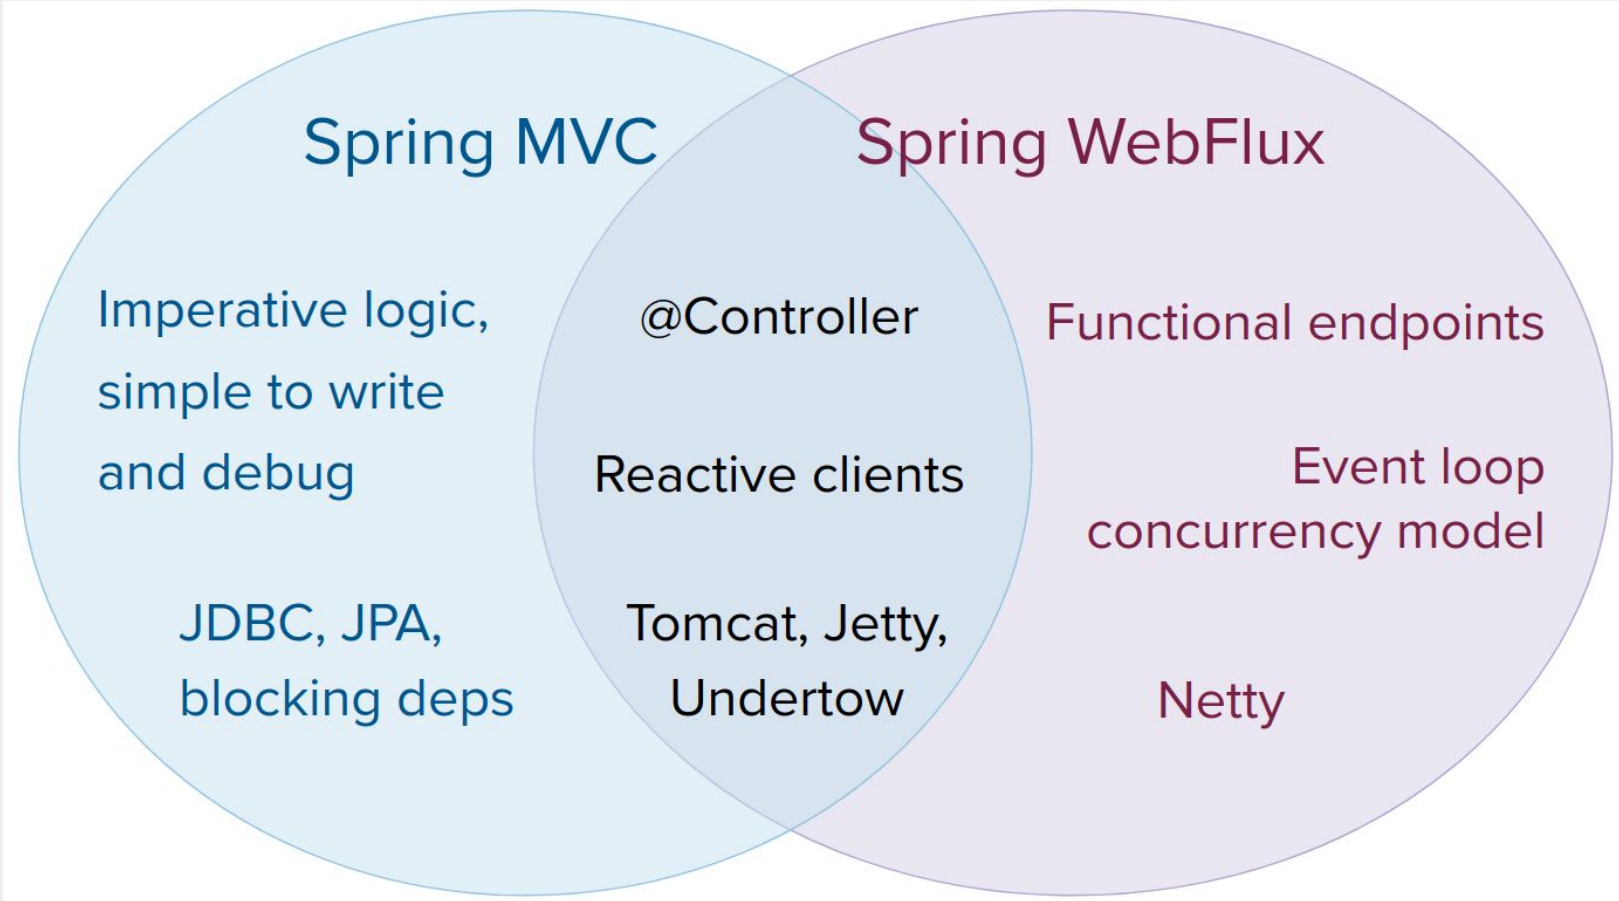 Spring MVC
Spring WebFlux
Imperative logic,
simple to write
and debug
JDBC, JPA,
blocking deps
@Controller
Reactive clients
Tomcat, Jetty,
Undertow
Functional endpoints
Event loop
concurrency model
Netty